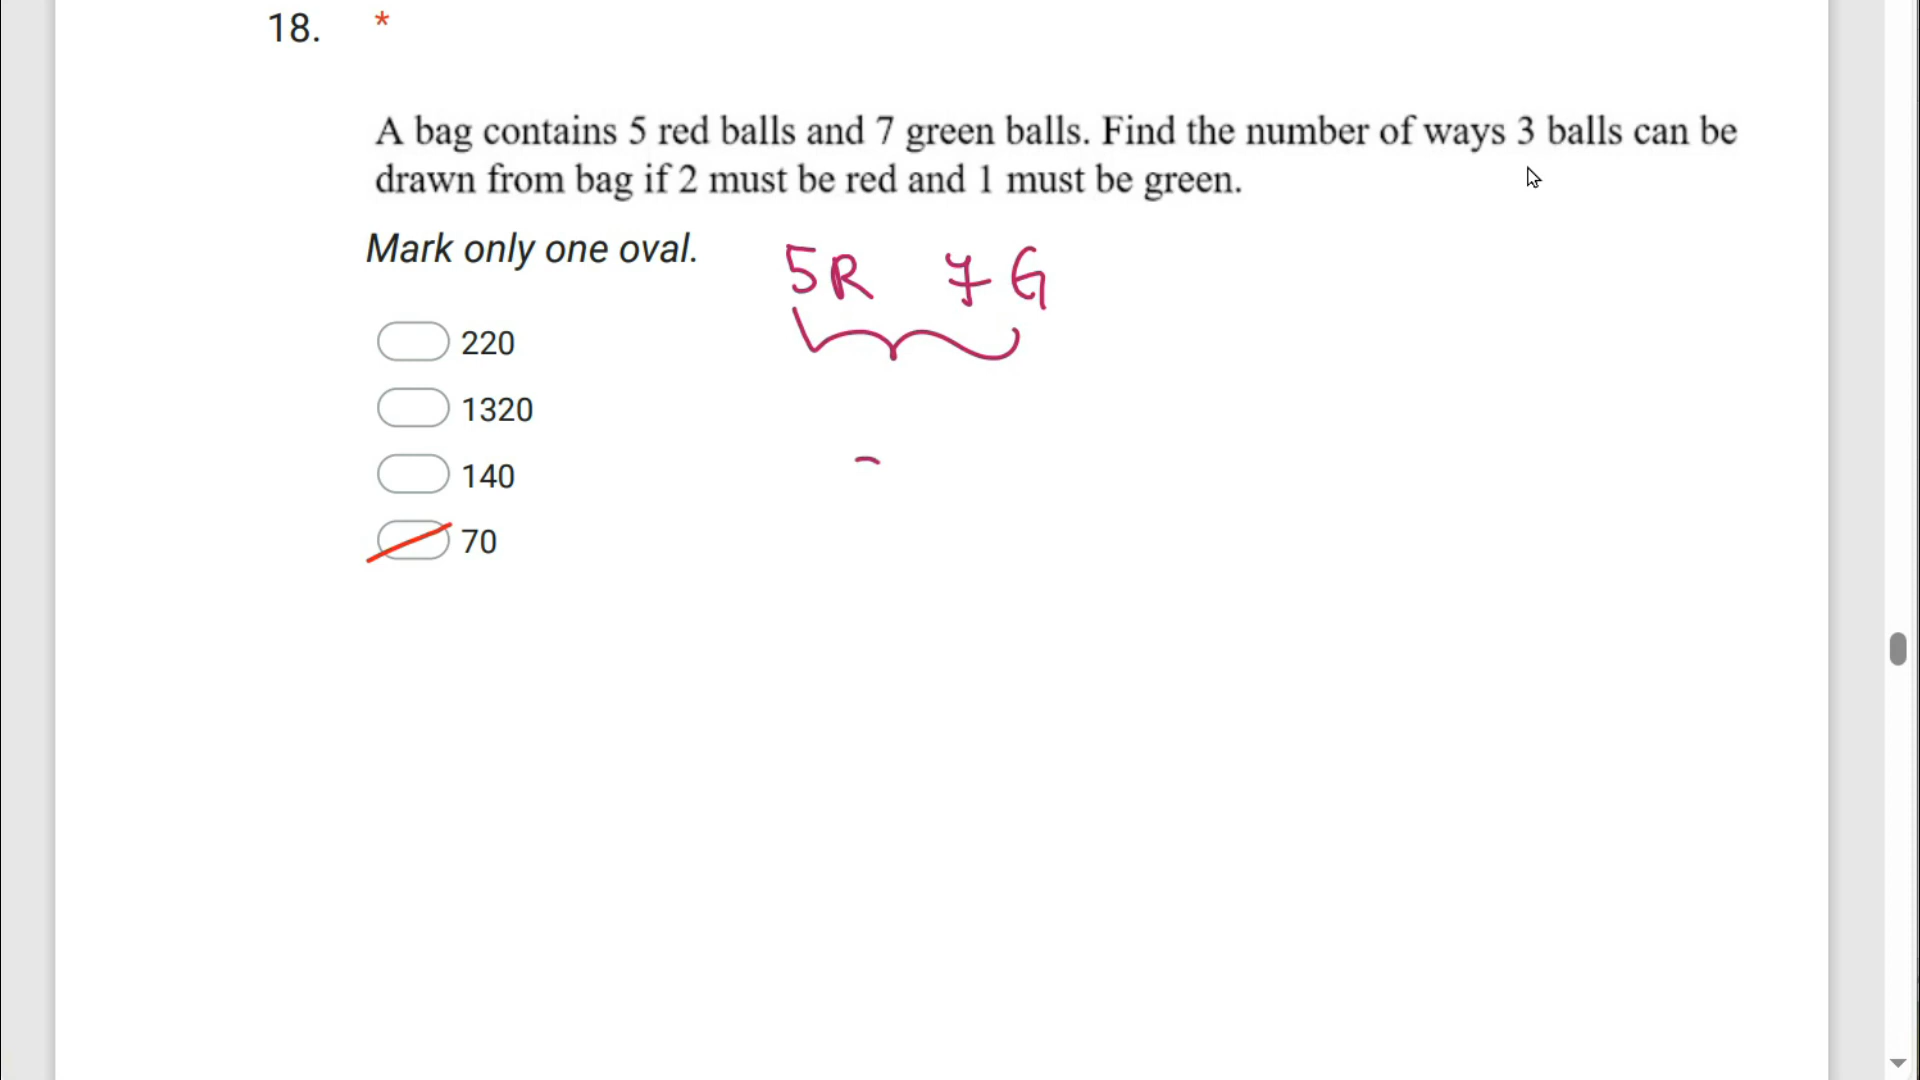 18. *
A bag contains 5 red balls and 7 green balls. Find the number of ways 3 balls can be
drawn from bag if 2 must be red and 1 must be green.
Mark only one oval.
5R 7G
220
1320
140
70